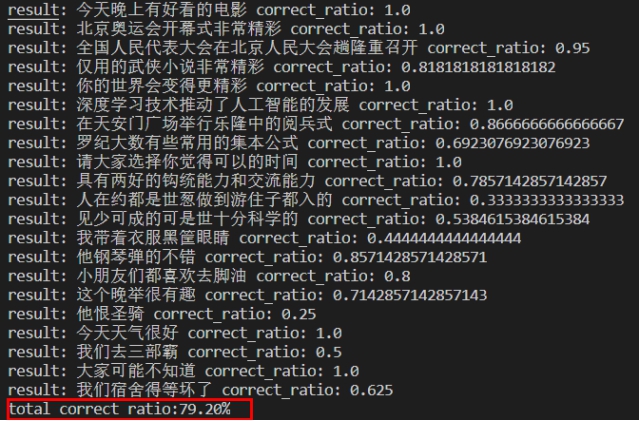 result: 今天晚上有好看的电影 correct_ratio: 1.0
result: 北京奥运会开幕式非常精彩 correct_ratio: 1.0
result: 全国人民代表大会在北京人民大会趟隆重召开 correct_ratio: 0.95
result: 仅用的武侠小说非常精彩 correct_ratio: 0.8181818181818182
result: 你的世界会变得更精彩 correct_ratio: 1.0
result: 深度学习技术推动了人工智能的发展 correct_ratio: 1.0
result: 在天安门广场举行乐隆中的阅兵式 correct_ratio: 0.8666666666666667
result: 罗纪大数有些常用的集本公式 correct_ratio: 0.6923076923076923
result: 请大家选择你觉得可以的时间 correct_ratio: 1.0
result: 具有两好的钩统能力和交流能力 correct_ratio: 0.7857142857142857
result: 人在约都是世葱做到游住子都入的 correct_ratio: 0.3333333333333333
result: 见少可成的可是世十分科学的 correct_ratio: 0.5384615384615384
result: 我带着衣服黑筐眼睛 correct_ratio: 0.4444444444444444
result: 他钢琴弹的不错 correct_ratio: 0.8571428571428571
result: 小朋友们都喜欢去脚油 correct_ratio: 0.8
result: 这个晚举很有趣 correct_ratio: 0.7142857142857143
result: 他恨圣骑 correct_ratio: 0.25
result: 今天天气很好 correct_ratio: 1.0
result: 我们去三部霸 correct_ratio: 0.5
result: 大家可能不知道 correct_ratio: 1.0
result: 我们宿舍得等坏了 correct_ratio: 0.625
total correct ratio:79.20%